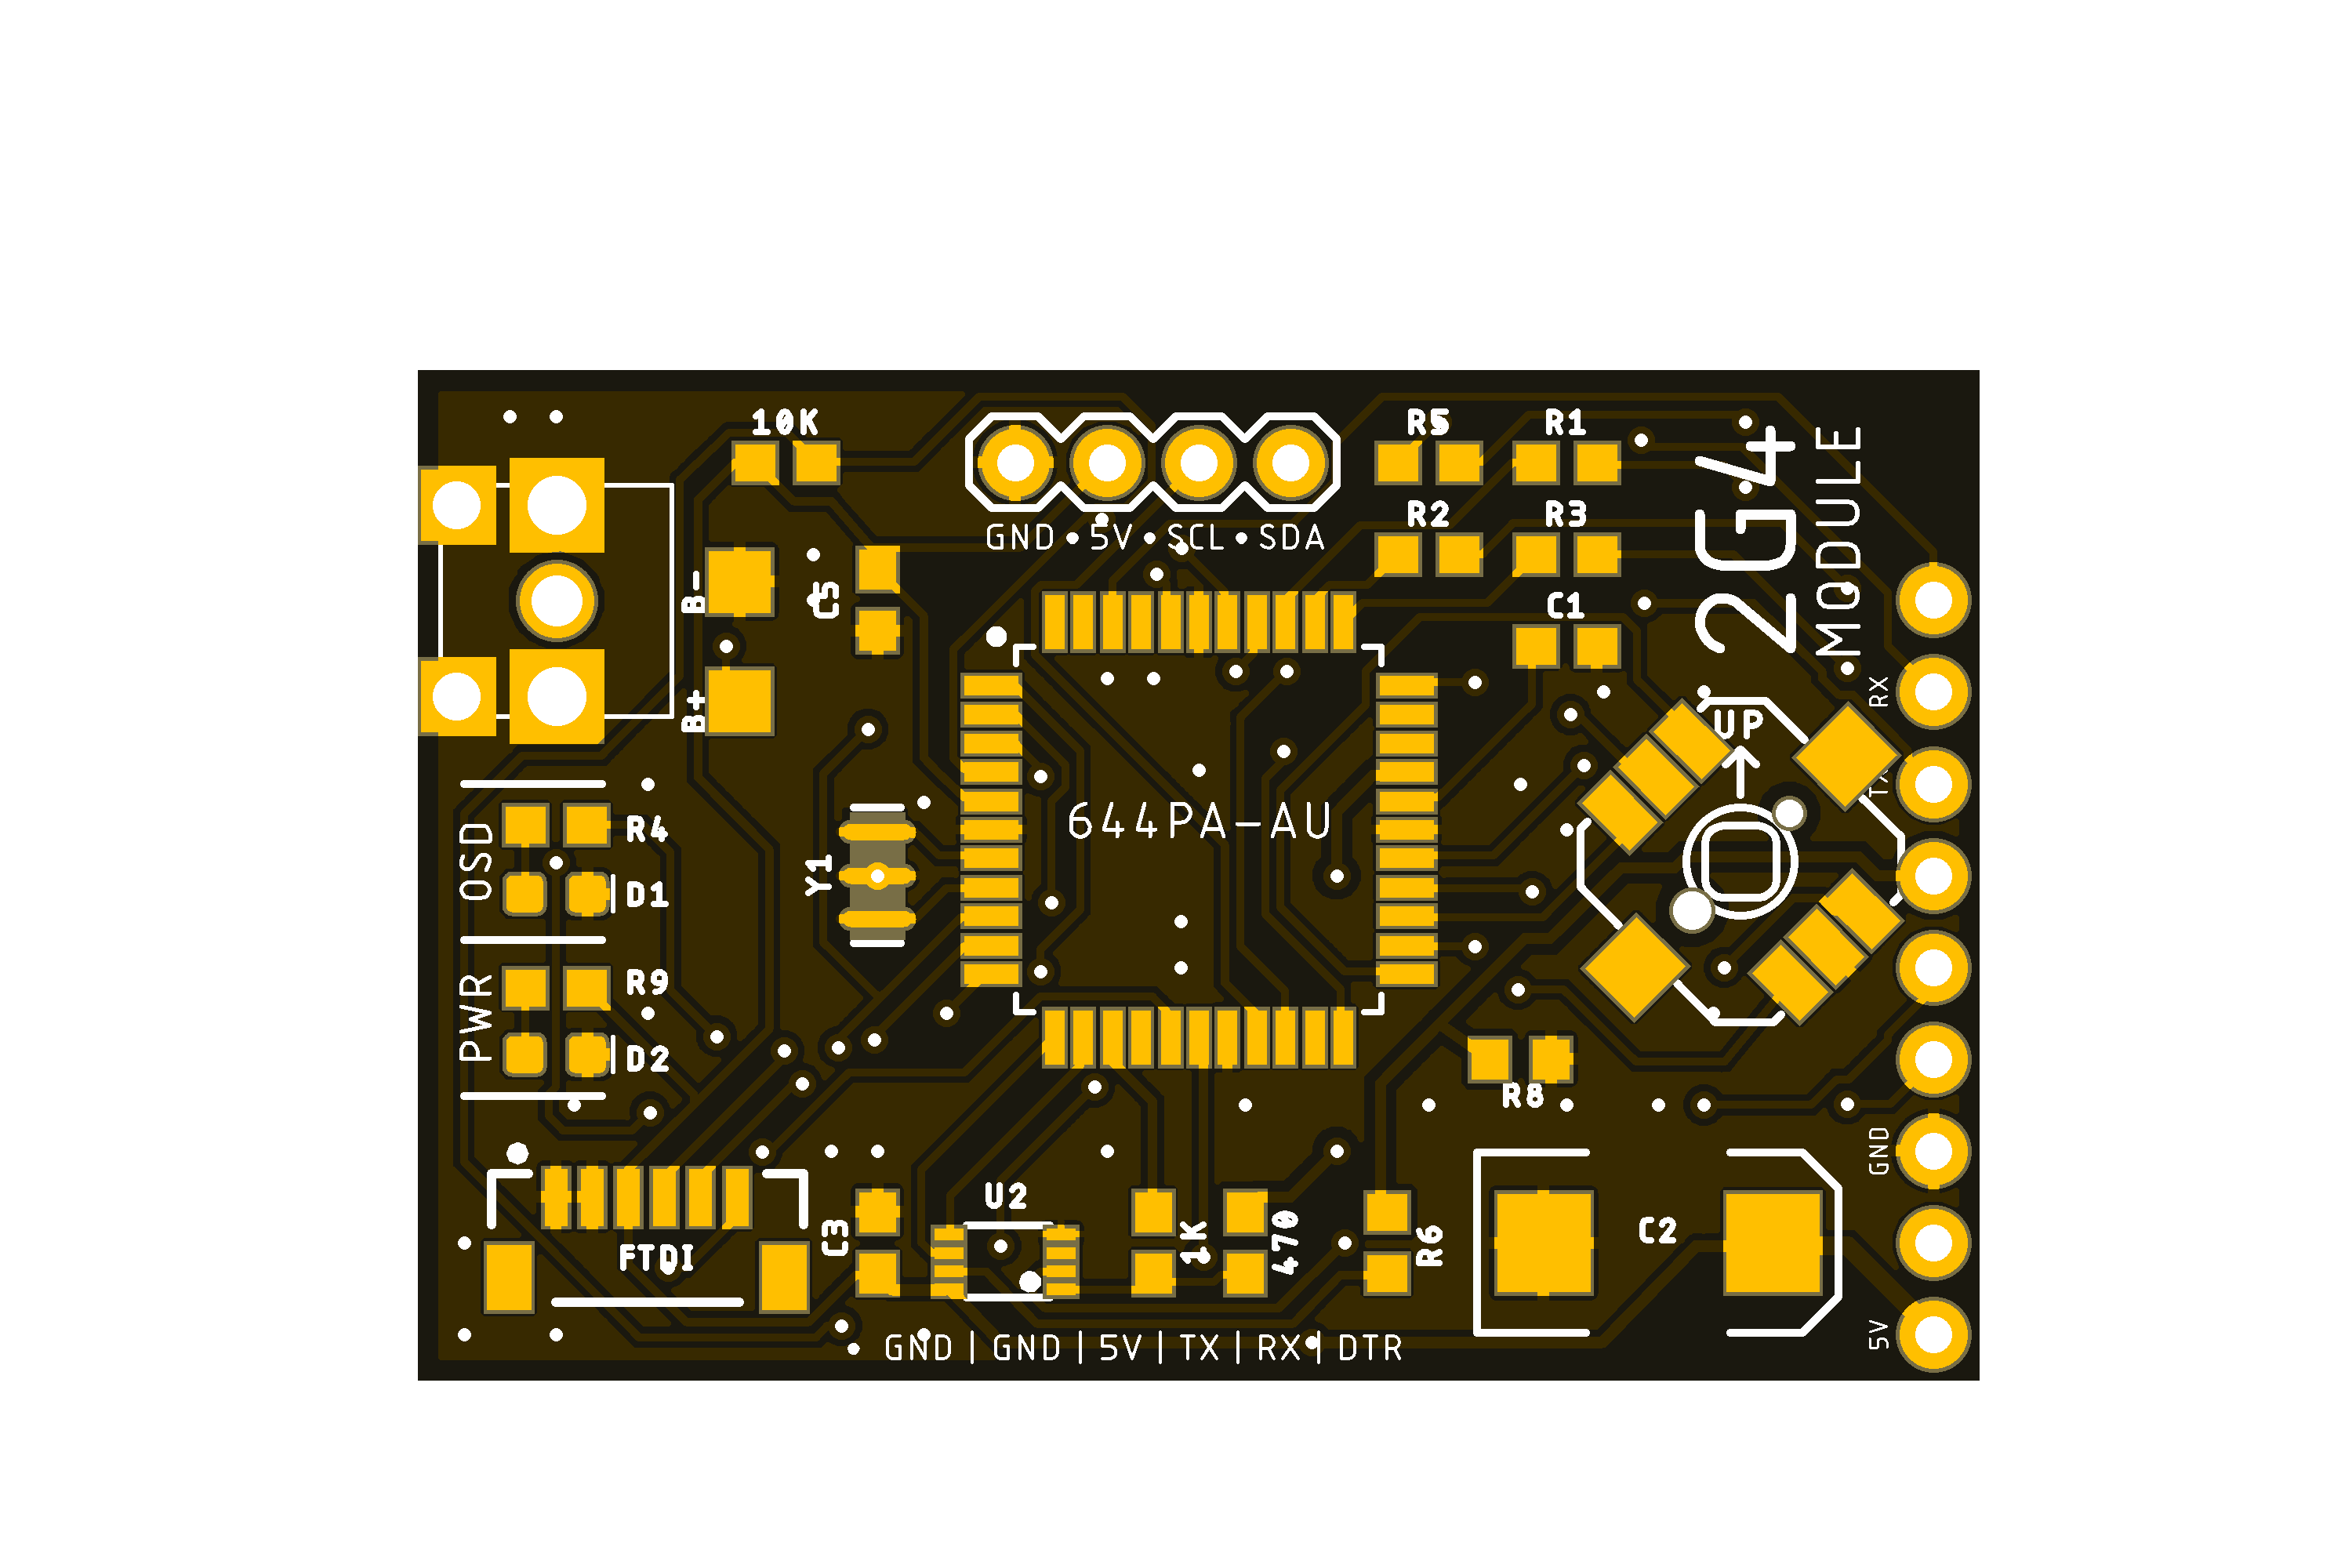 10K
R5
R1
2G4
MODULE
GND • 5V • SCL • SDA
R2
R3
B-
C5
C1
B+
RX
UP
TX
644PA-AU
OSD
R4
D1
Y1
PWR
R9
D2
R8
GND
U2
C3
1K
470
R6
C2
FTDI
5V
GND | GND | 5V | TX | RX | DTR